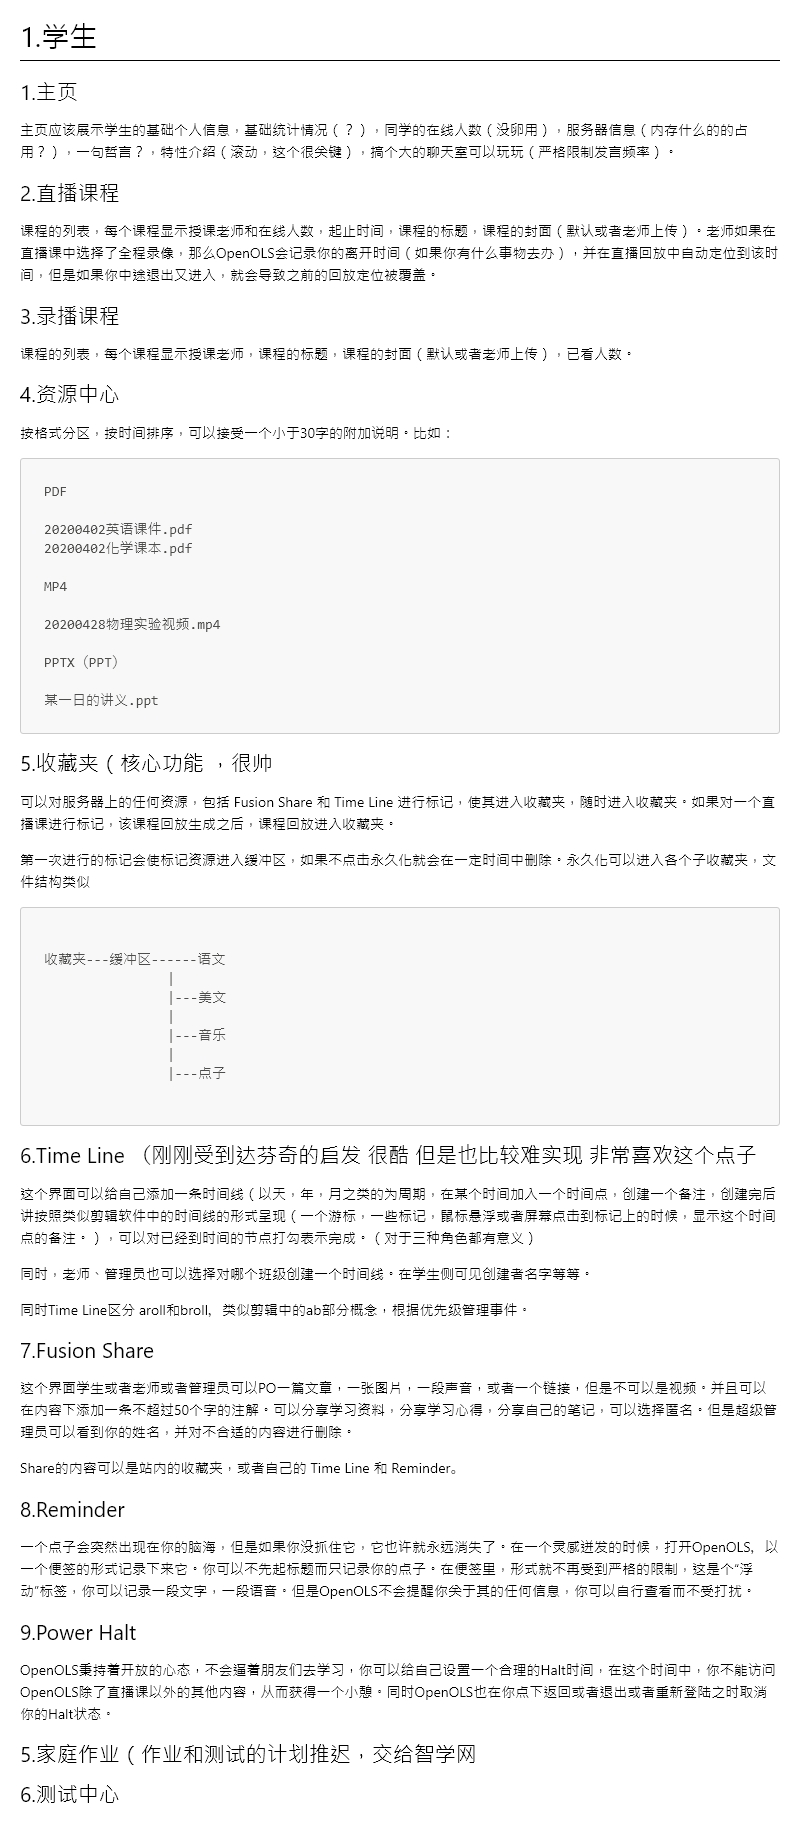 1.学生
1.主页
主页应该展示学生的基础个人信息，基础统计情况（？），同学的在线人数（没卵用），服务器信息（内存什么的的占
用？），一句哲言？，特性介绍（滚动，这个很关键），搞个大的聊天室可以玩玩（严格限制发言频率）。
2.直播课程
课程的列表，每个课程显示授课老师和在线人数，起止时间，课程的标题，课程的封面（默认或者老师上传）。老师如果在
直播课中选择了全程录像，那么OpenOLS会记录你的离开时间（如果你有什么事物去办），并在直播回放中自动定位到该时
间，但是如果你中途退出又进入，就会导致之前的回放定位被覆盖。
3.录播课程
课程的列表，每个课程显示授课老师，课程的标题，课程的封面（默认或者老师上传），已看人数。
4.资源中心
按格式分区，按时间排序，可以接受一个小于30字的附加说明。比如：
PDF
20200402英语课件.pdf
20200402化学课本.pdf
MP4
20200428物理实验视频.mp4
PPTX（PPT）
某一日的讲义.ppt
5.收藏夹（核心功能 ，很帅
可以对服务器上的任何资源，包括 Fusion Share 和 Time Line 进行标记，使其进入收藏夹，随时进入收藏夹。如果对一个直
播课进行标记，该课程回放生成之后，课程回放进入收藏夹。
第一次进行的标记会使标记资源进入缓冲区，如果不点击永久化就会在一定时间中删除。永久化可以进入各个子收藏夹，文
件结构类似
收藏夹---缓冲区------语文
|
|---美文
|
|---音乐
|
|---点子
6.Time Line （刚刚受到达芬奇的启发 很酷 但是也比较难实现 非常喜欢这个点子
这个界面可以给自己添加一条时间线（以天，年，月之类的为周期，在某个时间加入一个时间点，创建一个备注，创建完后
讲按照类似剪辑软件中的时间线的形式呈现（一个游标，一些标记，鼠标悬浮或者屏幕点击到标记上的时候，显示这个时间
点的备注。），可以对已经到时间的节点打勾表示完成。（对于三种角色都有意义）
同时，老师、管理员也可以选择对哪个班级创建一个时间线。在学生侧可见创建者名字等等。
同时Time Line区分 aroll和broll，类似剪辑中的ab部分概念，根据优先级管理事件。
7.Fusion Share
这个界面学生或者老师或者管理员可以PO一篇文章，一张图片，一段声音，或者一个链接，但是不可以是视频。并且可以
在内容下添加一条不超过50个字的注解。可以分享学习资料，分享学习心得，分享自己的笔记，可以选择匿名。但是超级管
理员可以看到你的姓名，并对不合适的内容进行删除。
Share的内容可以是站内的收藏夹，或者自己的 Time Line 和 Reminder。
8.Reminder
一个点子会突然出现在你的脑海，但是如果你没抓住它，它也许就永远消失了。在一个灵感迸发的时候，打开OpenOLS，以
一个便签的形式记录下来它。你可以不先起标题而只记录你的点子。在便签里，形式就不再受到严格的限制，这是个“浮
动”标签，你可以记录一段文字，一段语音。但是OpenOLS不会提醒你关于其的任何信息，你可以自行查看而不受打扰。
9.Power Halt
OpenOLS秉持着开放的心态，不会逼着朋友们去学习，你可以给自己设置一个合理的Halt时间，在这个时间中，你不能访问
OpenOLS除了直播课以外的其他内容，从而获得一个小憩。同时OpenOLS也在你点下返回或者退出或者重新登陆之时取消
你的Halt状态。
5.家庭作业（作业和测试的计划推迟，交给智学网
6.测试中心